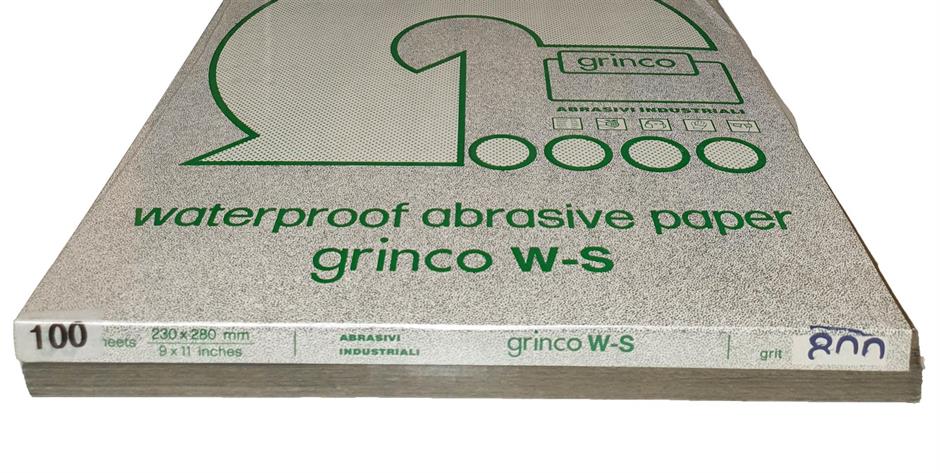 grinco
ABRASIVI INDUSTRIALI
waterproof abrasive paper
grinco W-S
100 heets 230 x 280 mm
9 x 11 inches
ABRASIVI
INDUSTRIALI
grinco W-S
grit 800